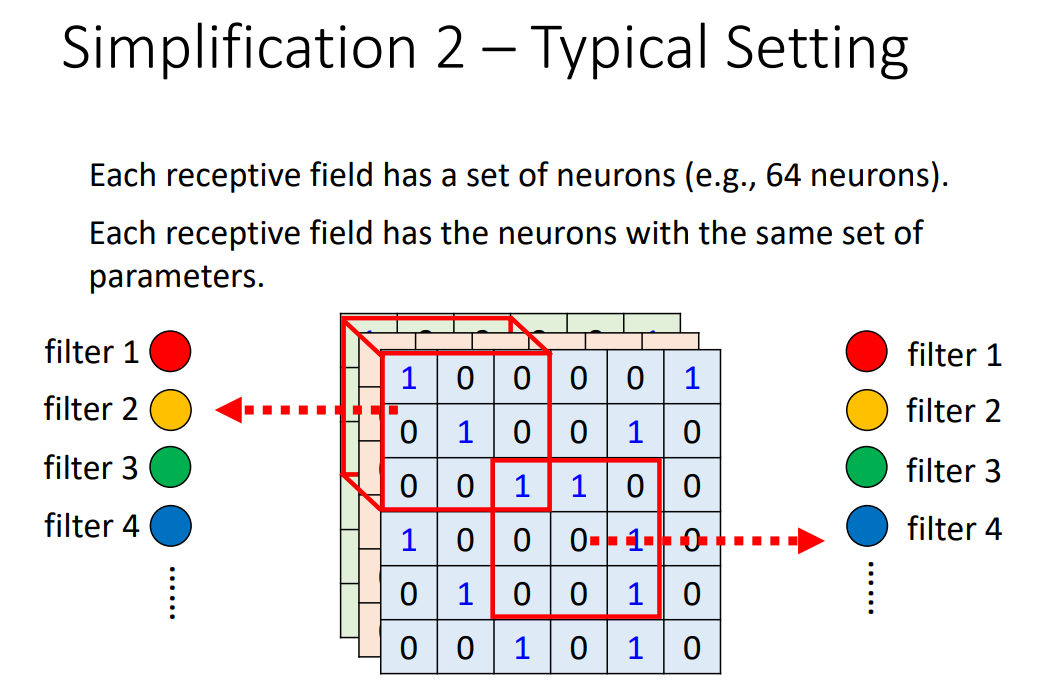 Simplification 2 – Typical Setting
Each receptive field has a set of neurons (e.g., 64 neurons).
Each receptive field has the neurons with the same set of
parameters.
filter 1
filter 2
filter 3
filter 4
......
1 0 0 0 0 1
0 1 0 0 1 0
0 0 1 1 0 0
1 0 0 0 1 0
0 1 0 0 1 0
0 0 1 0 1 0
filter 1
filter 2
filter 3
filter 4
......